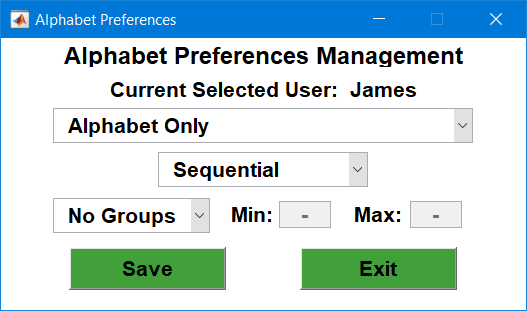 Alphabet Preferences
Alphabet Preferences Management
Current Selected User: James
Alphabet Only
Sequential
No Groups Min: - Max: -
Save Exit